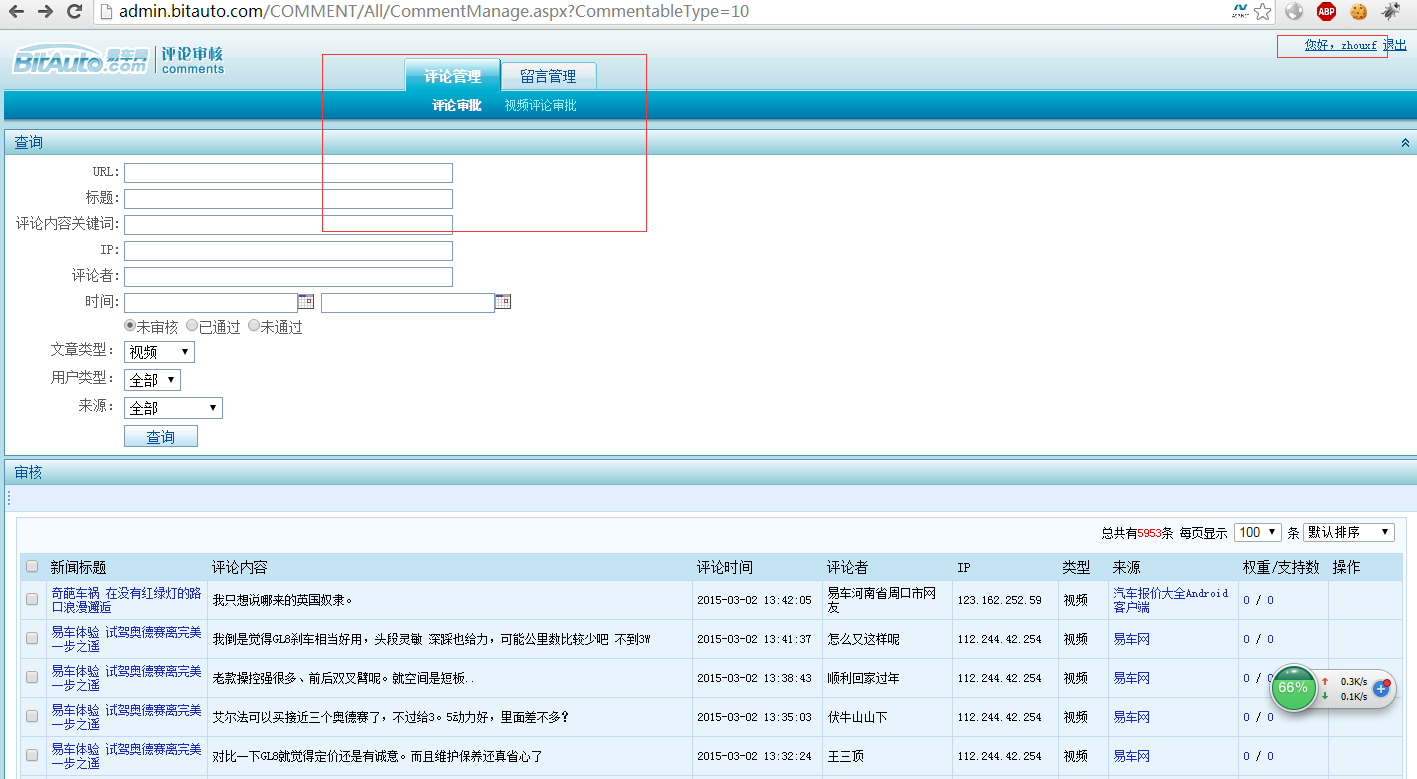 admin.bitauto.com/COMMENT/All/CommentManage.aspx?CommentableType=10
ABP
BitAuto.com 易车网 评论审核 comments
您好，zhouxf 退出
评论管理 留言管理
评论审批 视频评论审批
查询
URL:
标题:
评论内容关键词:
IP:
评论者:
时间:
未审核 已通过 未通过
文章类型： 视频
用户类型： 全部
来源： 全部
查询
审核
总共有5953条 每页显示 100 条 默认排序
新闻标题 评论内容 评论时间 评论者 IP 类型 来源 权重/支持数 操作
奇葩车祸 在没有红绿灯的路口浪漫邂逅 我只想说哪来的英国奴隶。 2015-03-02 13:42:05 易车河南省周口市网友 123.162.252.59 视频 汽车报价大全Android客户端 0 / 0
易车体验 试驾奥德赛离完美一步之遥 我倒是觉得GL8刹车相当好用，头段灵敏 深踩也给力，可能公里数比较少吧 不到3W 2015-03-02 13:41:37 怎么又这样呢 112.244.42.254 视频 易车网 0 / 0
易车体验 试驾奥德赛离完美一步之遥 老款操控强很多、前后双叉臂呢。就空间是短板.. 2015-03-02 13:38:43 顺利回家过年 112.244.42.254 视频 易车网 0 /
易车体验 试驾奥德赛离完美一步之遥 艾尔法可以买接近三个奥德赛了，不过给3。5动力好，里面差不多? 2015-03-02 13:35:03 伏牛山山下 112.244.42.254 视频 易车网 0 / 0
易车体验 试驾奥德赛离完美一步之遥 对比一下GL8就觉得定价还是有诚意。而且维护保养还真省心了 2015-03-02 13:32:24 王三顶 112.244.42.254 视频 易车网 0 / 0
66% 0.3K/s
0.1K/s